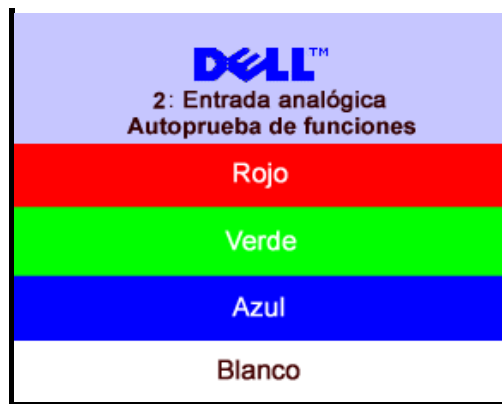 DELL™
2: Entrada analógica
Autoprueba de funciones
Rojo
Verde
Azul
Blanco